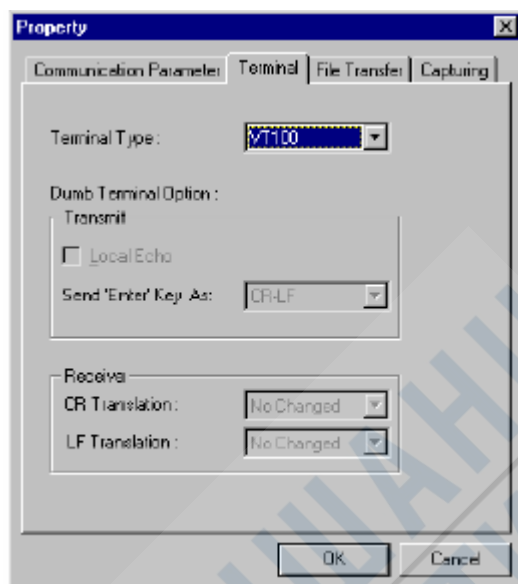 Property
Communication Parameter Terminal File Transfer Capturing
Terminal Type : VT100
Dumb Terminal Option :
Transmit
Local Echo
Send 'Enter' Key As: CR-LF
Receiver
CR Translation : No Changed
LF Translation : No Changed
OK Cancel